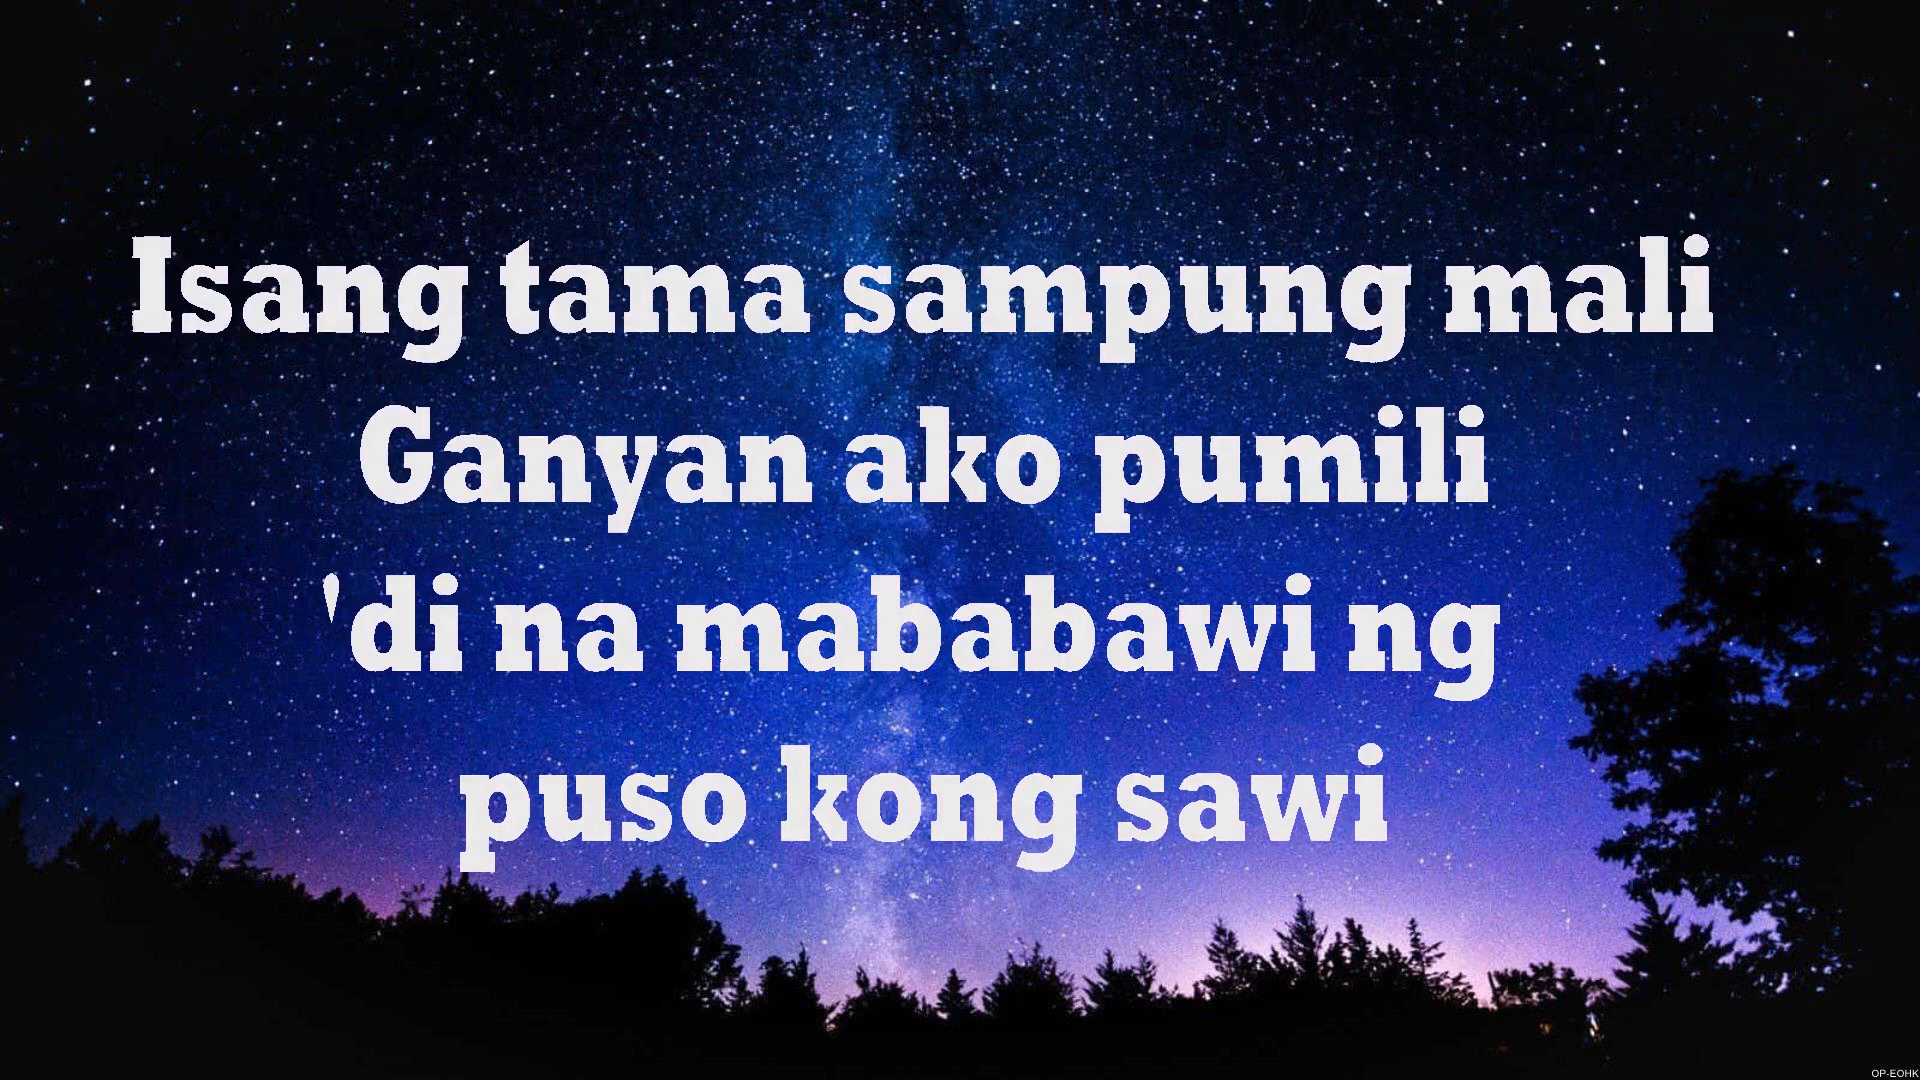 Isang tama sampung mali
Ganyan ako pumili
'di na mababawi ng
puso kong sawi
OP-EOHK